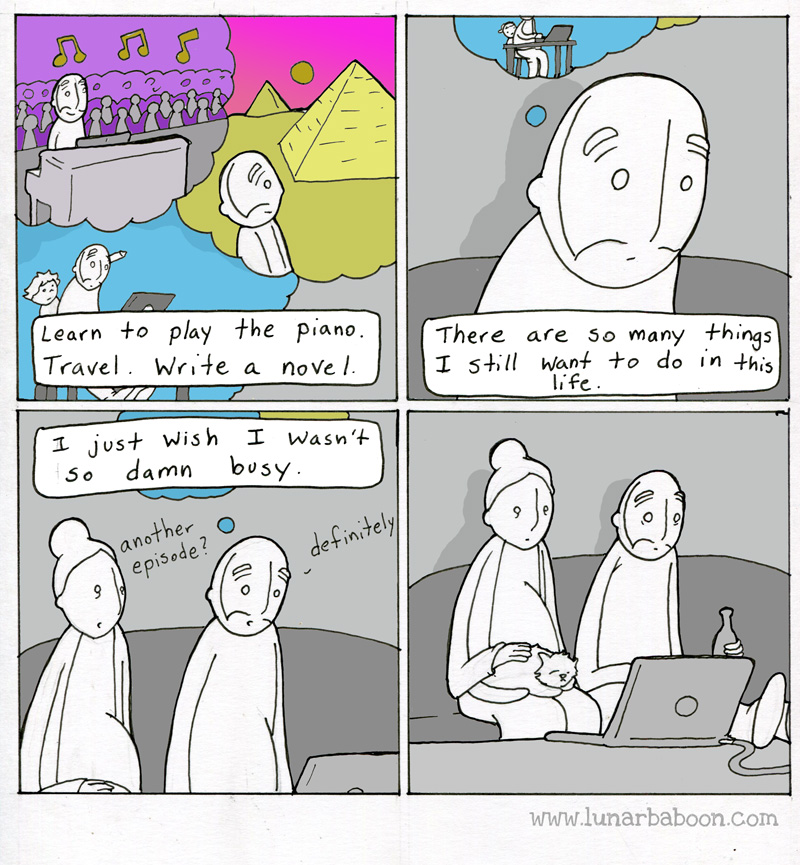 Learn to play the piano.
Travel. Write a novel.
There are so many things
I still want to do in this
life.
I just wish I wasn't
so damn busy.
another
episode?
definitely
www.lunarbaboon.com